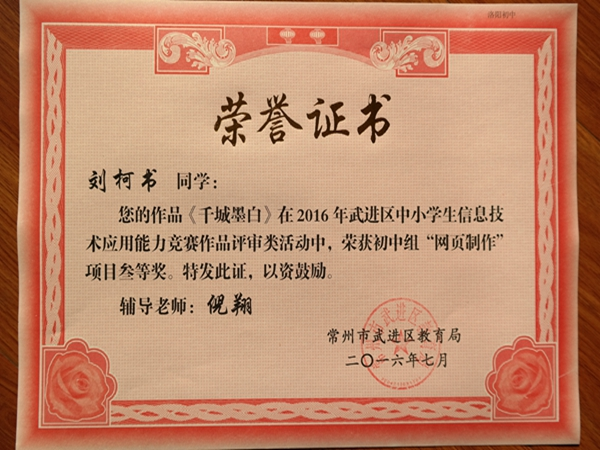 洛阳初中
荣誉证书
刘柯书 同学：
您的作品《千城墨白》在2016年武进区中小学生信息技
术应用能力竞赛作品评审类活动中，荣获初中组“网页制作”
项目叁等奖。特发此证，以资鼓励。
辅导老师：倪翔
常州市武进区教育局
二〇一六年七月